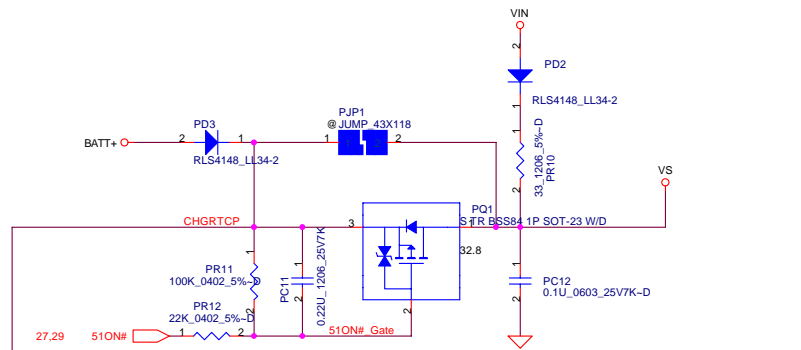 VIN
2
PD2
RLS4148_LL34-2
1
PJP1
@ JUMP_43X118
PD3
2
1
1
1
2
2
BATT+
RLS4148_LL34-2
1
33_1206_5%~D
PR10
2
VS
CHGRTCP
3
PQ1
1
S TR BSS84 1P SOT-23 W/D
32.8
1
PR11
100K_0402_5%~D
2
1
PC11
0.22U_1206_25V7K
2
1
2
PC12
0.1U_0603_25V7K~D
PR12
22K_0402_5%~D
2
27,29
51ON#
1
2
51ON#_Gate